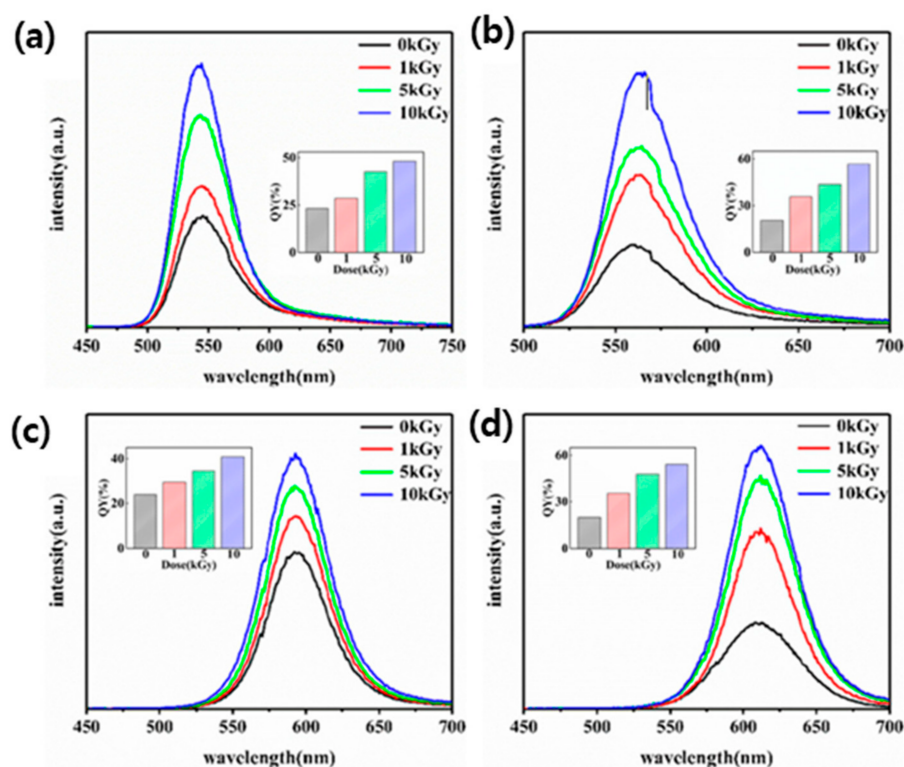 (a)
0kGy
1kGy
5kGy
10kGy
intensity(a.u.)
QY(%)
50
25
0
0 1 5 10
Dose(kGy)
450 500 550 600 650 700 750
wavelength(nm)
(b)
0kGy
1kGy
5kGy
10kGy
intensity(a.u.)
QY(%)
60
30
0
0 1 5 10
Dose(kGy)
500 550 600 650 700
wavelength(nm)
(c)
0kGy
1kGy
5kGy
10kGy
intensity(a.u.)
QY(%)
40
20
0
0 1 5 10
Dose(kGy)
450 500 550 600 650 700
wavelength(nm)
(d)
0kGy
1kGy
5kGy
10kGy
intensity(a.u.)
QY(%)
60
30
0
0 1 5 10
Dose(kGy)
450 500 550 600 650 700
wavelength(nm)